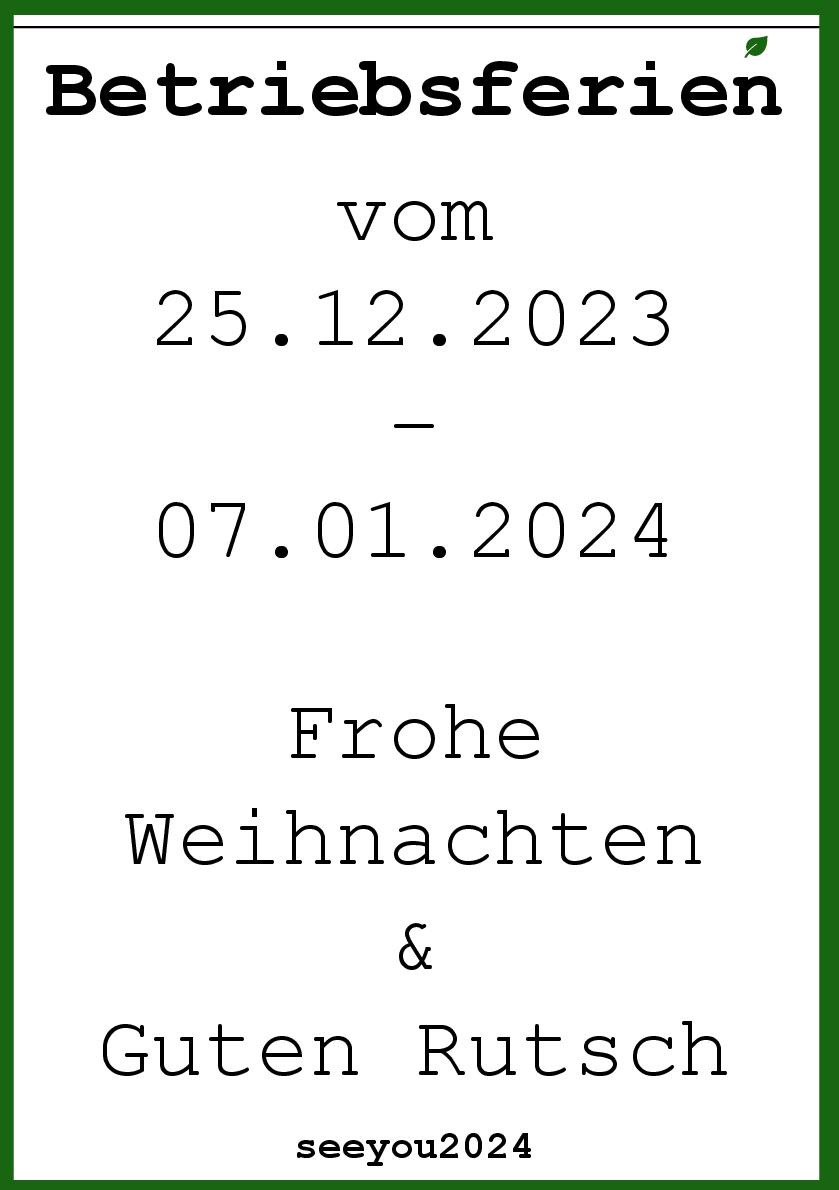 Betriebsferien
vom
25.12.2023
–
07.01.2024
Frohe
Weihnachten
&
Guten Rutsch
seeyou2024